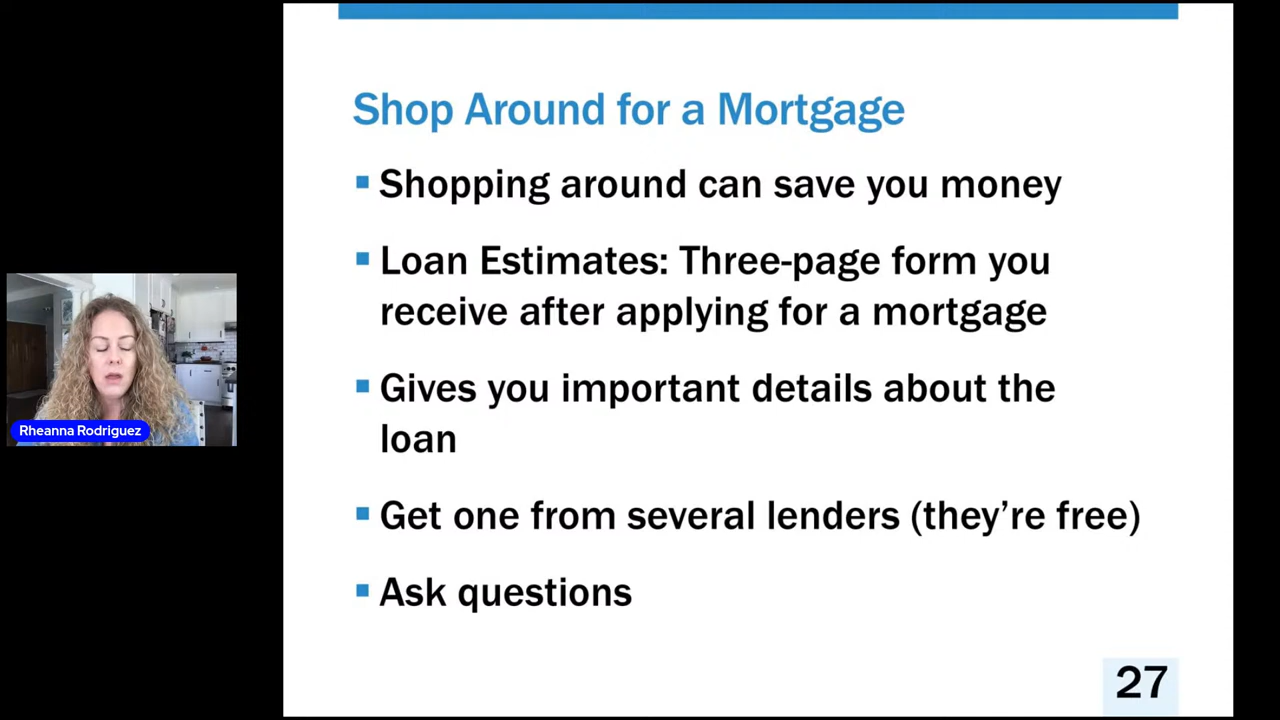 Shop Around for a Mortgage
▪ Shopping around can save you money
▪ Loan Estimates: Three-page form you
receive after applying for a mortgage
▪ Gives you important details about the
loan
▪ Get one from several lenders (they’re free)
▪ Ask questions
27
Rheanna Rodriguez